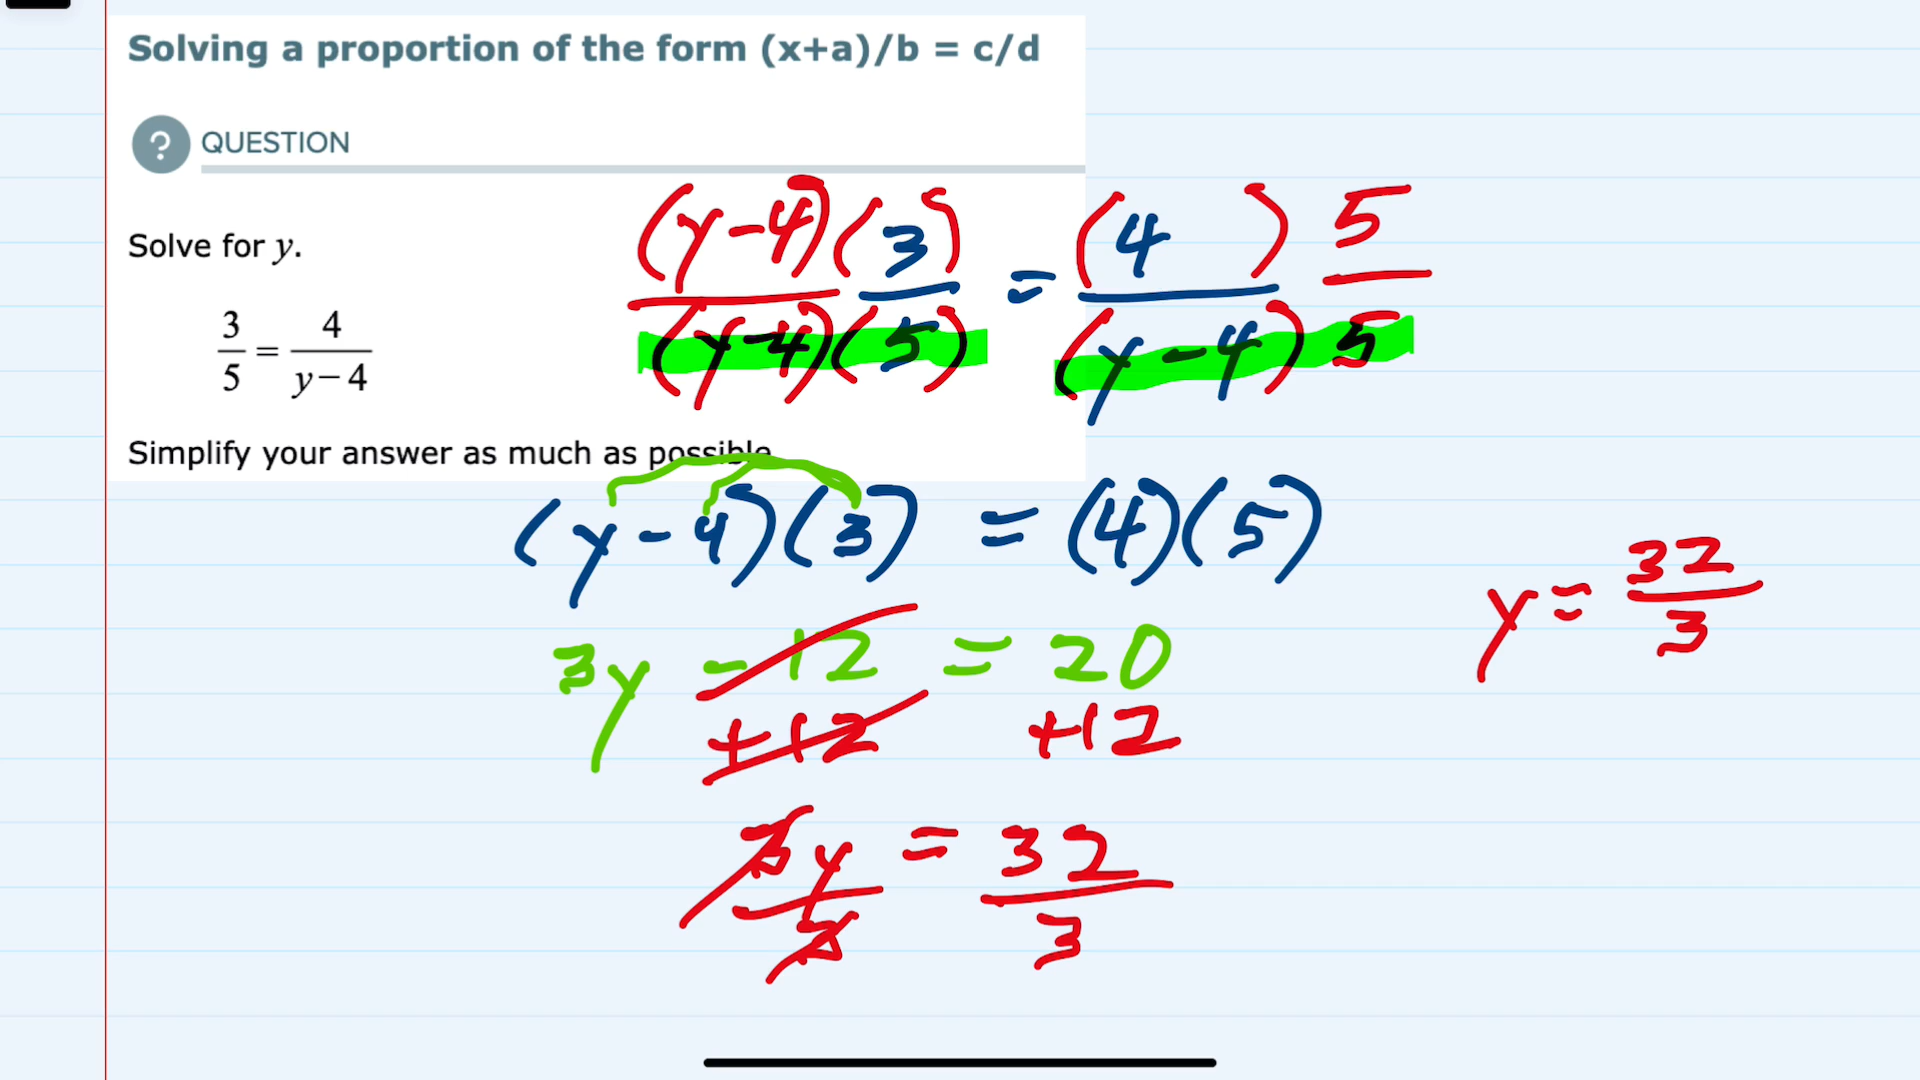 Solving a proportion of the form (x+a)/b = c/d
? QUESTION
Solve for y.
3/5 = 4/(y−4)
Simplify your answer as much as possible
(y-4)(3)/(y-4)(5) = (4)5/(y-4)5
(y-4)(3) = (4)(5)
3y -12 = 20
+12 +12
3y/3 = 32/3
y = 32/3